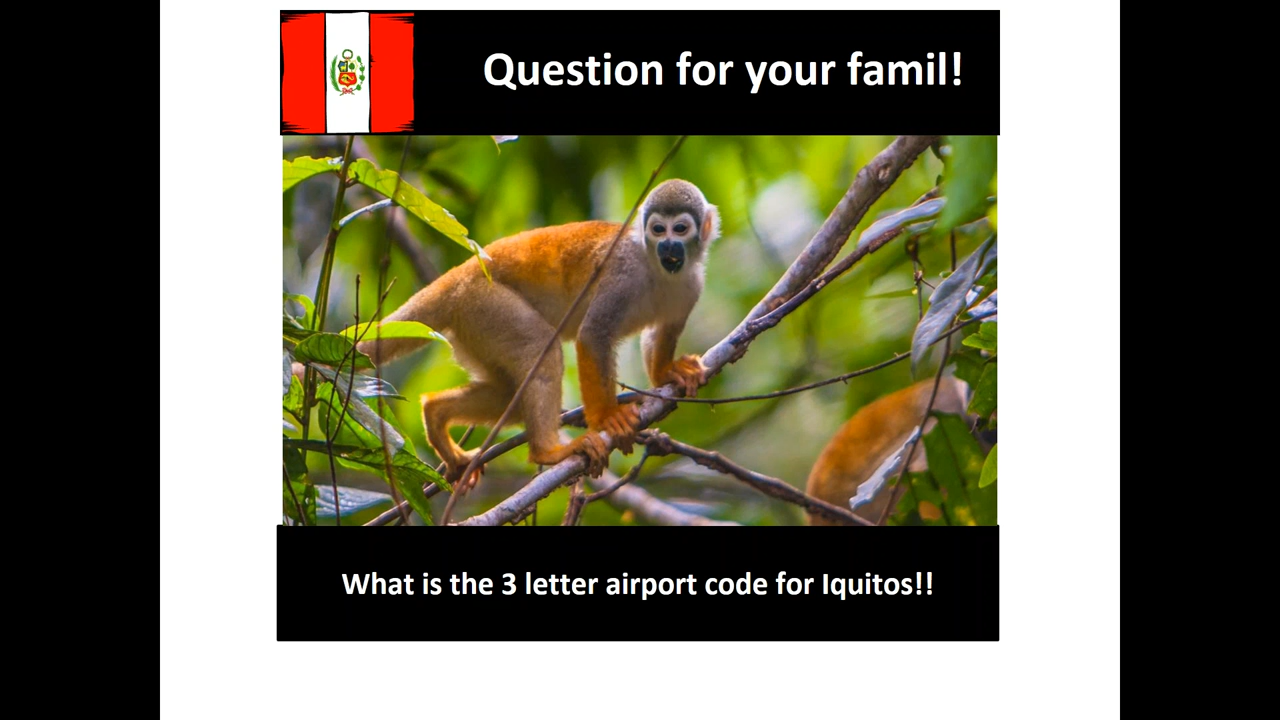 Question for your famil!
What is the 3 letter airport code for Iquitos!!